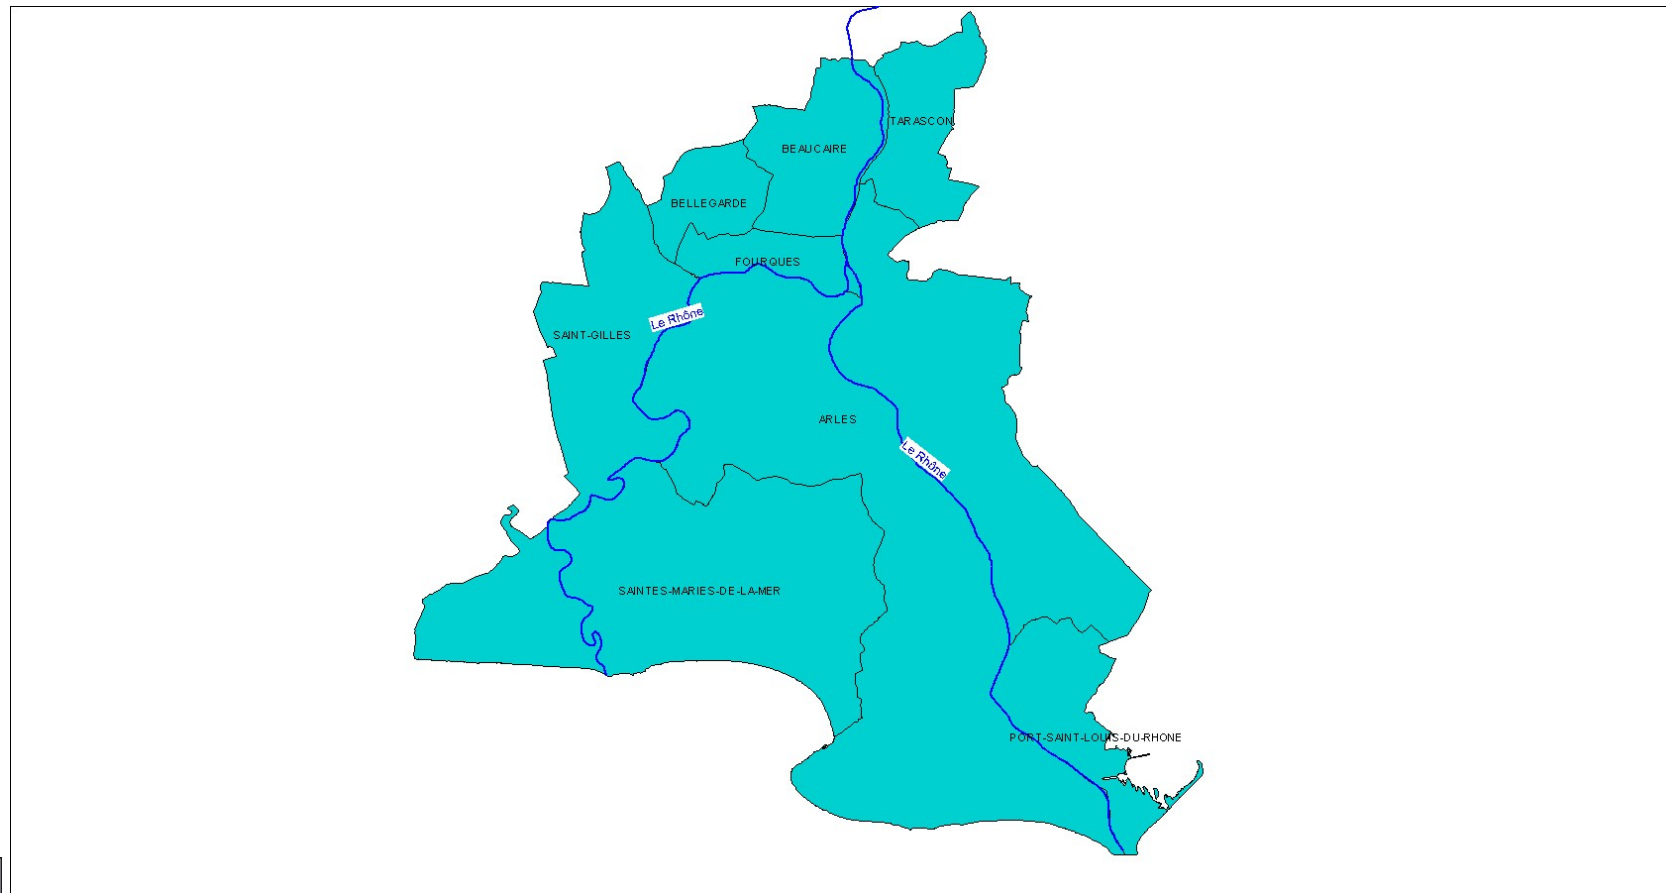 TARASCON
BEAUCAIRE
BELLEGARDE
FOURQUES
Le Rhône
SAINT-GILLES
ARLES
Le Rhône
SAINTES-MARIES-DE-LA-MER
PORT-SAINT-LOUIS-DU-RHONE